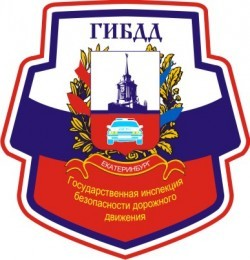 ГИБДД
ЕКАТЕРИНБУРГ
Государственная инспекция
безопасности дорожного
движения